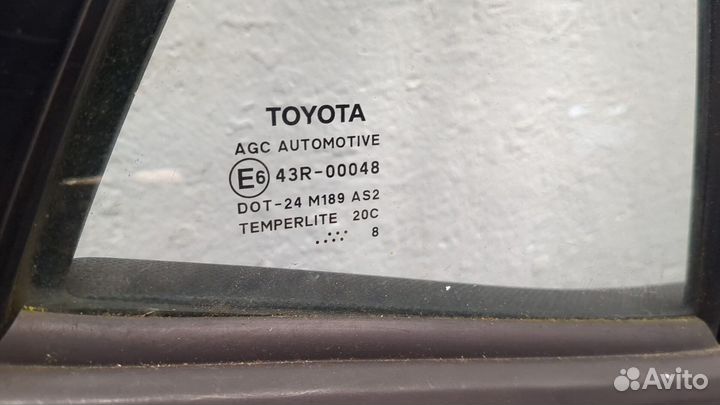 TOYOTA
AGC AUTOMOTIVE
E6 43R-00048
DOT-24 M189 AS2
TEMPERLITE 20C
8
Avito